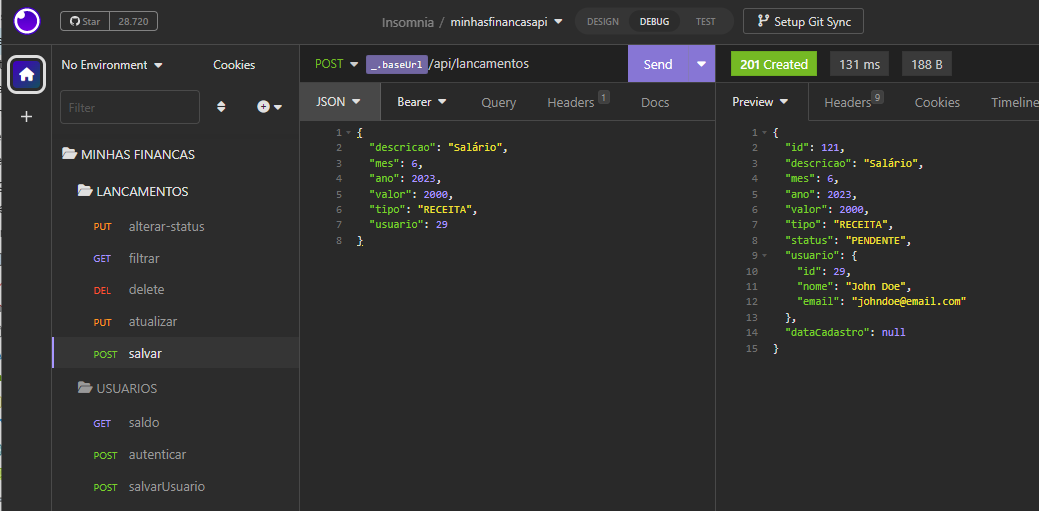 Star 28.720
Insomnia / minhasfinancasapi
DESIGN DEBUG TEST
Setup Git Sync
No Environment
Cookies
Filter
MINHAS FINANCAS
LANCAMENTOS
PUT alterar-status
GET filtrar
DEL delete
PUT atualizar
POST salvar
USUARIOS
GET saldo
POST autenticar
POST salvarUsuario
POST _.baseUrl /api/lancamentos
Send
JSON Bearer Query Headers 1 Docs
1 {
2 "descricao": "Salário",
3 "mes": 6,
4 "ano": 2023,
5 "valor": 2000,
6 "tipo": "RECEITA",
7 "usuario": 29
8 }
201 Created 131 ms 188 B
Preview Headers 9 Cookies Timeline
1 {
2 "id": 121,
3 "descricao": "Salário",
4 "mes": 6,
5 "ano": 2023,
6 "valor": 2000,
7 "tipo": "RECEITA",
8 "status": "PENDENTE",
9 "usuario": {
10 "id": 29,
11 "nome": "John Doe",
12 "email": "johndoe@email.com"
13 },
14 "dataCadastro": null
15 }